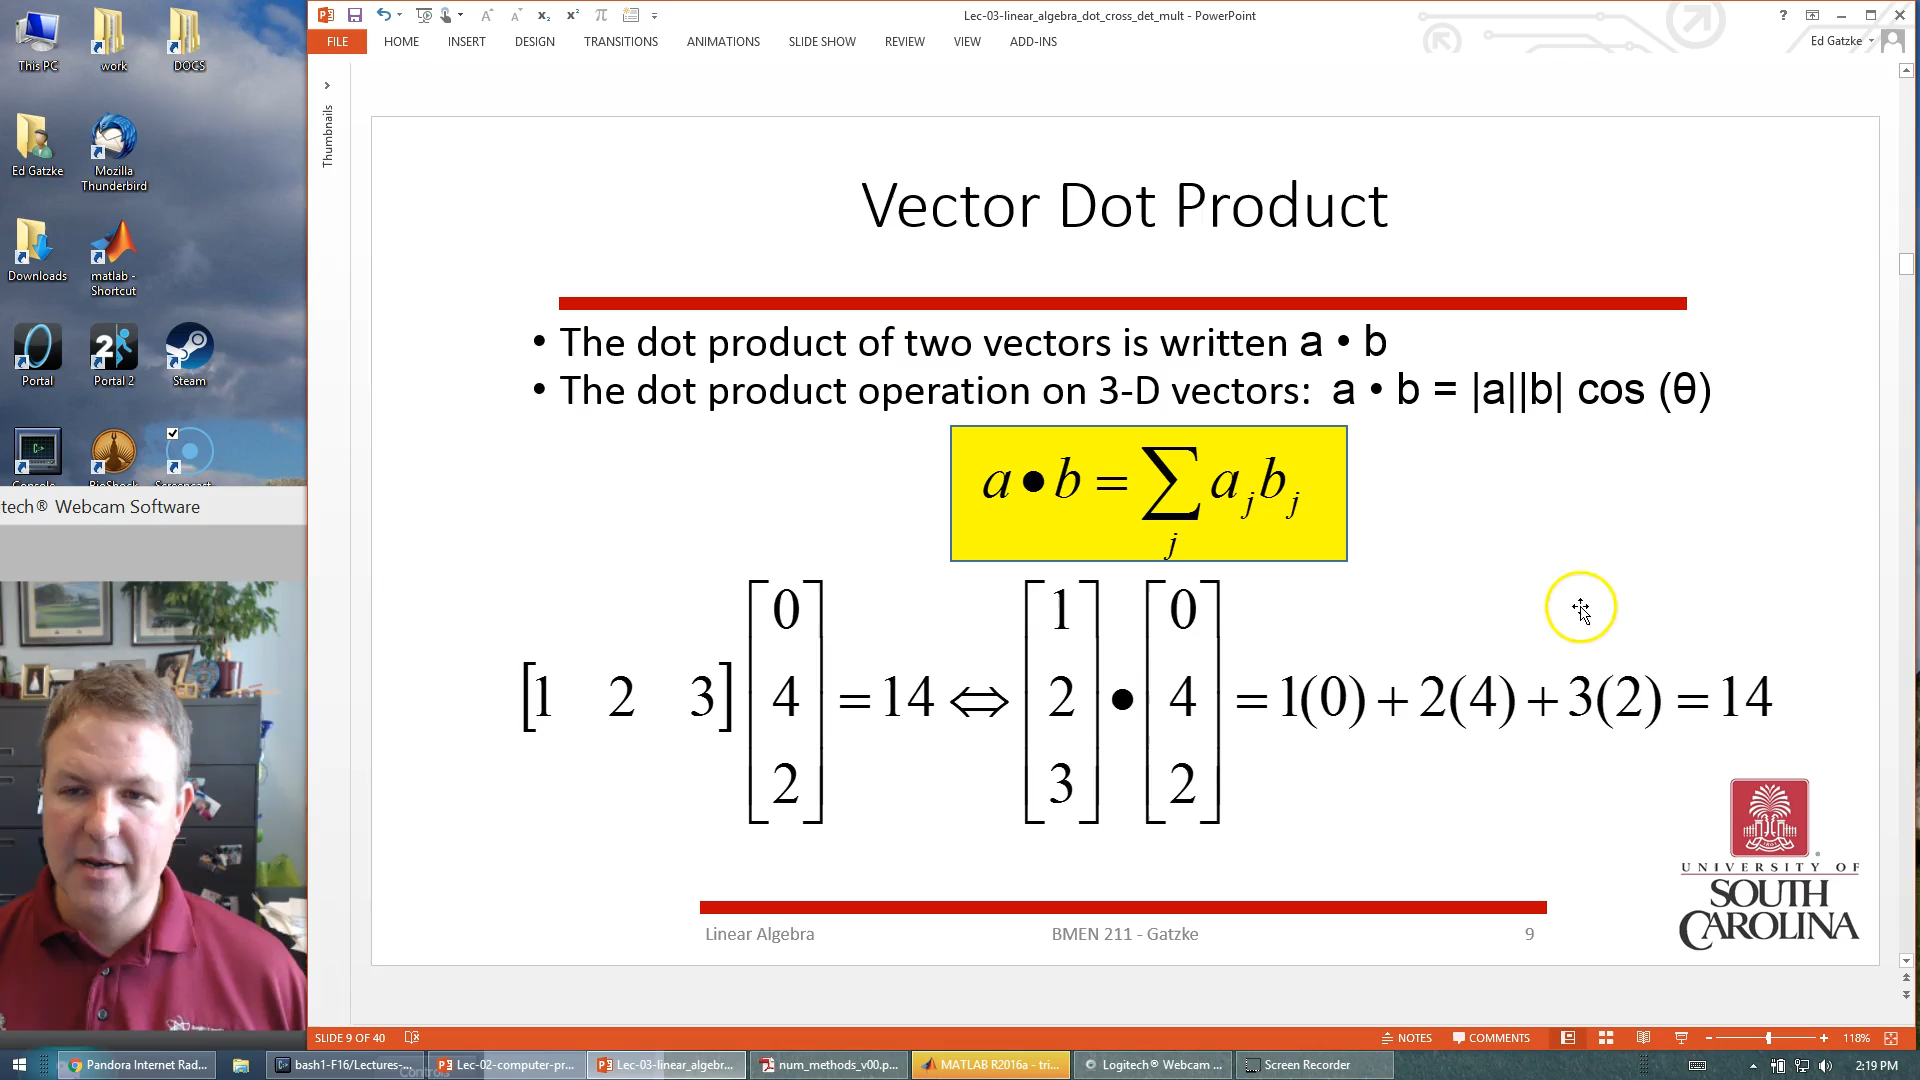 Lec-03-linear_algebra_dot_cross_det_mult - PowerPoint
FILE HOME INSERT DESIGN TRANSITIONS ANIMATIONS SLIDE SHOW REVIEW VIEW ADD-INS
Ed Gatzke
This PC
work
DOCS
Ed Gatzke
Mozilla
Thunderbird
Downloads
matlab -
Shortcut
Portal
Portal 2
Steam
tech® Webcam Software
Thumbnails
Vector Dot Product
• The dot product of two vectors is written a • b
• The dot product operation on 3-D vectors: a • b = |a||b| cos (θ)
a • b = ∑ a_j b_j
j
[1 2 3] [0 4 2] = 14 ⇔ [1 2 3] • [0 4 2] = 1(0) + 2(4) + 3(2) = 14
UNIVERSITY OF
SOUTH
CAROLINA
Linear Algebra
BMEN 211 - Gatzke
9
SLIDE 9 OF 40
NOTES
COMMENTS
118%
Pandora Internet Rad...
bash1-F16/Lectures-...
Lec-02-computer-pr...
Lec-03-linear_algebr...
num_methods_v00.p...
MATLAB R2016a - tri...
Logitech® Webcam ...
Screen Recorder
2:19 PM